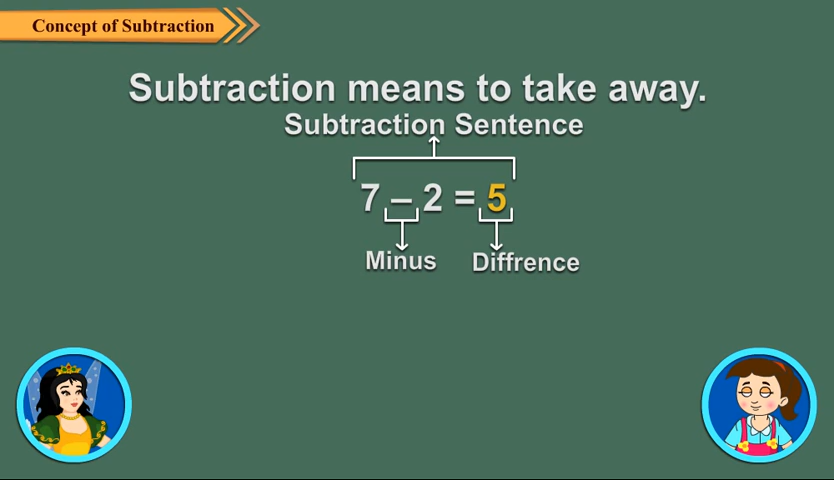 Concept of Subtraction
Subtraction means to take away.
Subtraction Sentence
7 – 2 = 5
Minus Diffrence